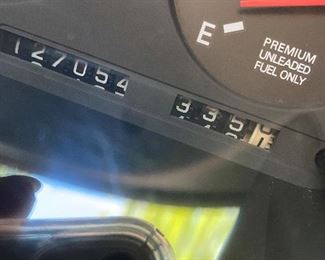 E
PREMIUM
UNLEADED
FUEL ONLY
127054
335